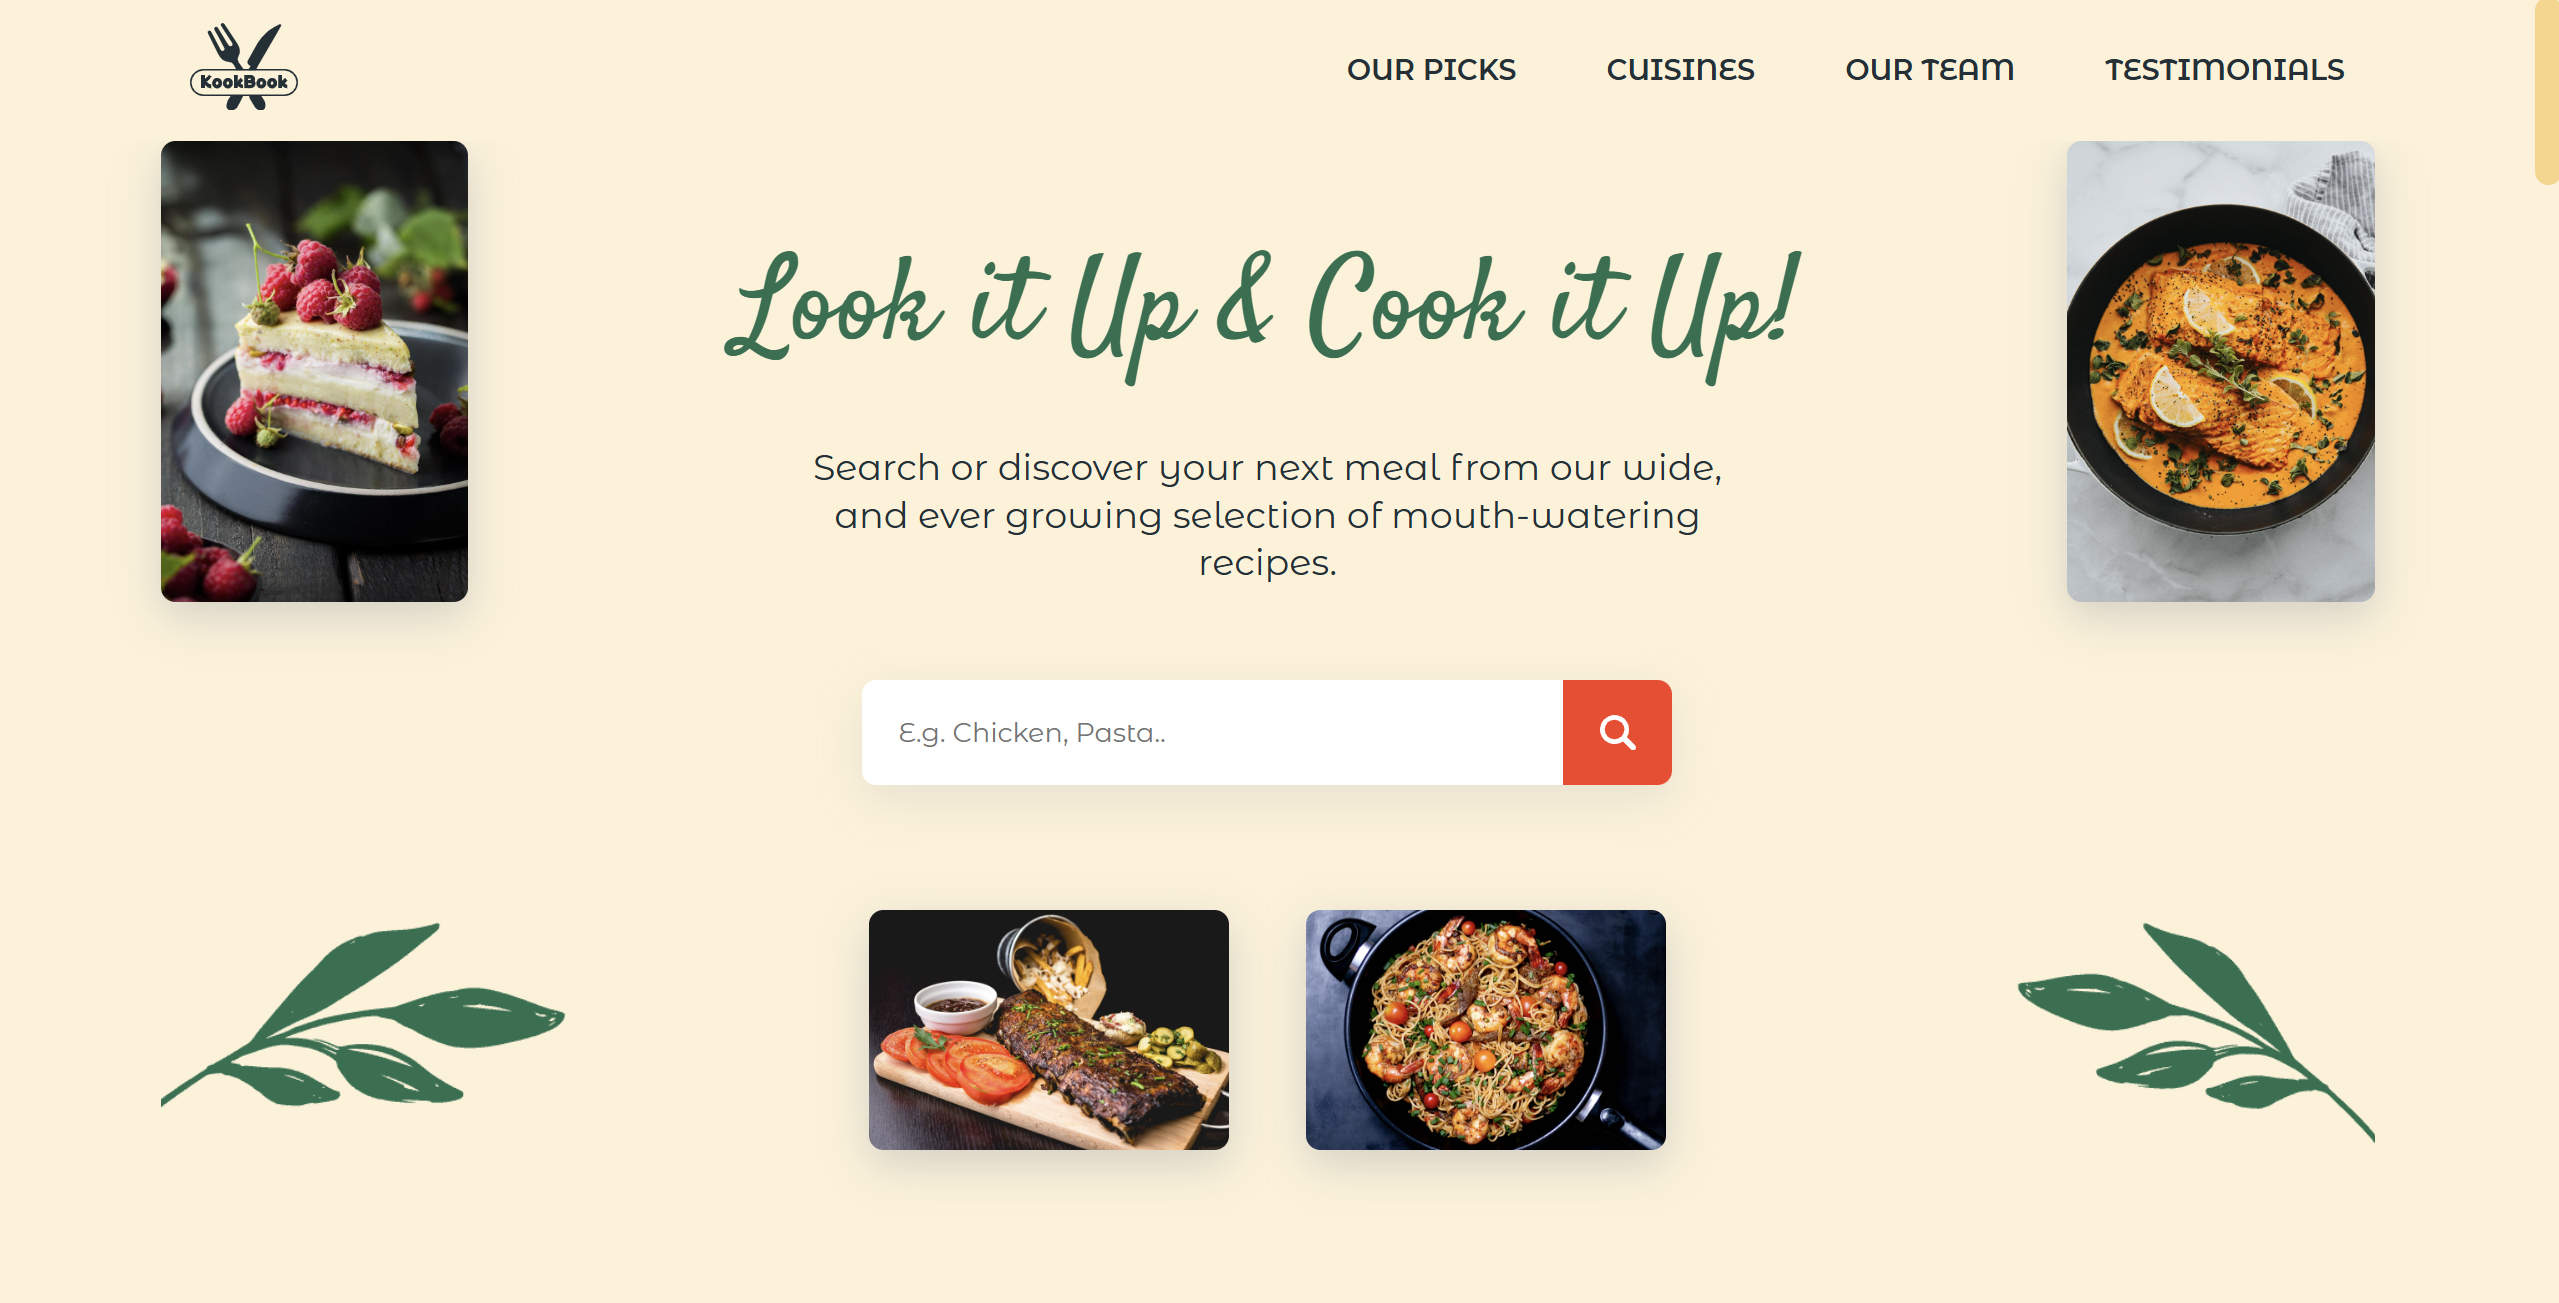 KookBook
OUR PICKS
CUISINES
OUR TEAM
TESTIMONIALS
Look it Up & Cook it Up!
Search or discover your next meal from our wide,
and ever growing selection of mouth-watering
recipes.
E.g. Chicken, Pasta..